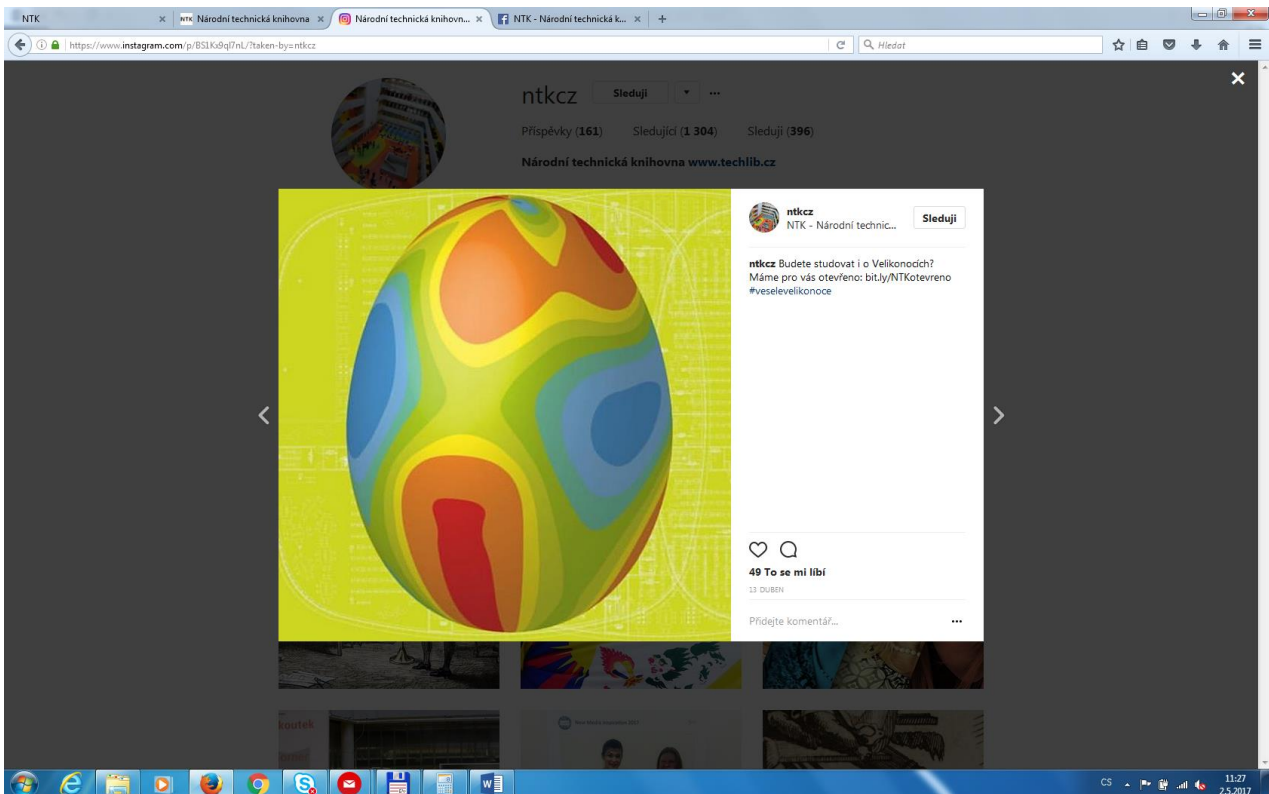 NTK
NTK Národní technická knihovna
Národní technická knihovn...
NTK - Národní technická k...
https://www.instagram.com/p/BS1Kx9ql7nL/?taken-by=ntkcz
Hledat
ntkcz Sleduji
Příspěvky (161) Sledující (1 304) Sleduji (396)
Národní technická knihovna www.techlib.cz
ntkcz
NTK - Národní technic...
Sleduji
ntkcz Budete studovat i o Velikonocích?
Máme pro vás otevřeno: bit.ly/NTKotevreno
#veselevelikonoce
49 To se mi líbí
13 DUBEN
Přidejte komentář...
koutek
CS
11:27
2.5.2017